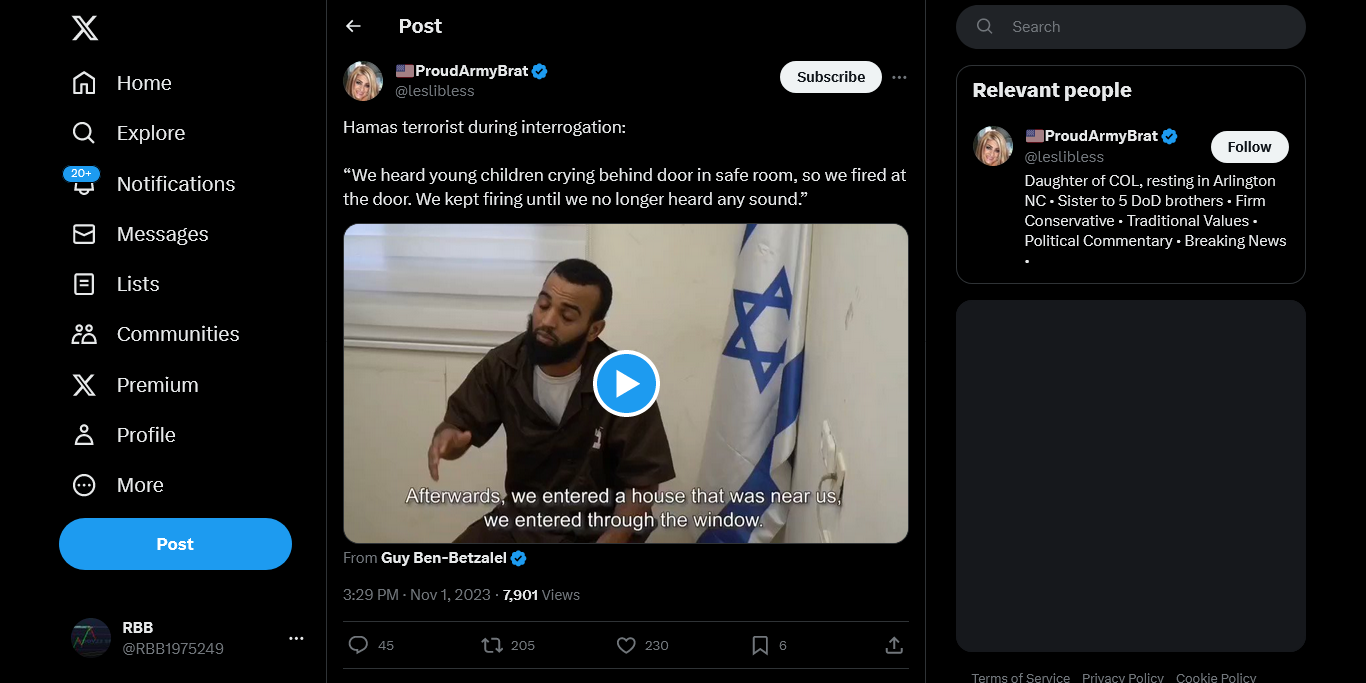 Home
Explore
20+
Notifications
Messages
Lists
Communities
Premium
Profile
More
Post
RBB
@RBB1975249
Post
ProudArmyBrat
@leslibless
Subscribe
Hamas terrorist during interrogation:
“We heard young children crying behind door in safe room, so we fired at
the door. We kept firing until we no longer heard any sound.”
Afterwards, we entered a house that was near us,
we entered through the window.
From Guy Ben-Betzalel
3:29 PM · Nov 1, 2023 · 7,901 Views
45
205
230
6
Search
Relevant people
ProudArmyBrat
@leslibless
Follow
Daughter of COL, resting in Arlington
NC • Sister to 5 DoD brothers • Firm
Conservative • Traditional Values •
Political Commentary • Breaking News
•
Terms of Service Privacy Policy Cookie Policy